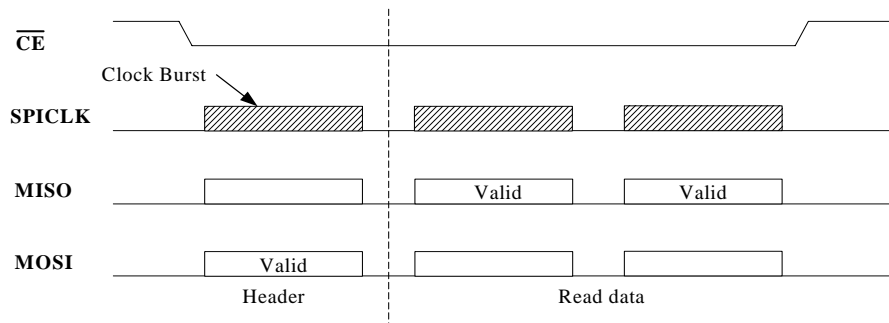 CE
Clock Burst
SPICLK
MISO
Valid Valid
MOSI
Valid
Header Read data